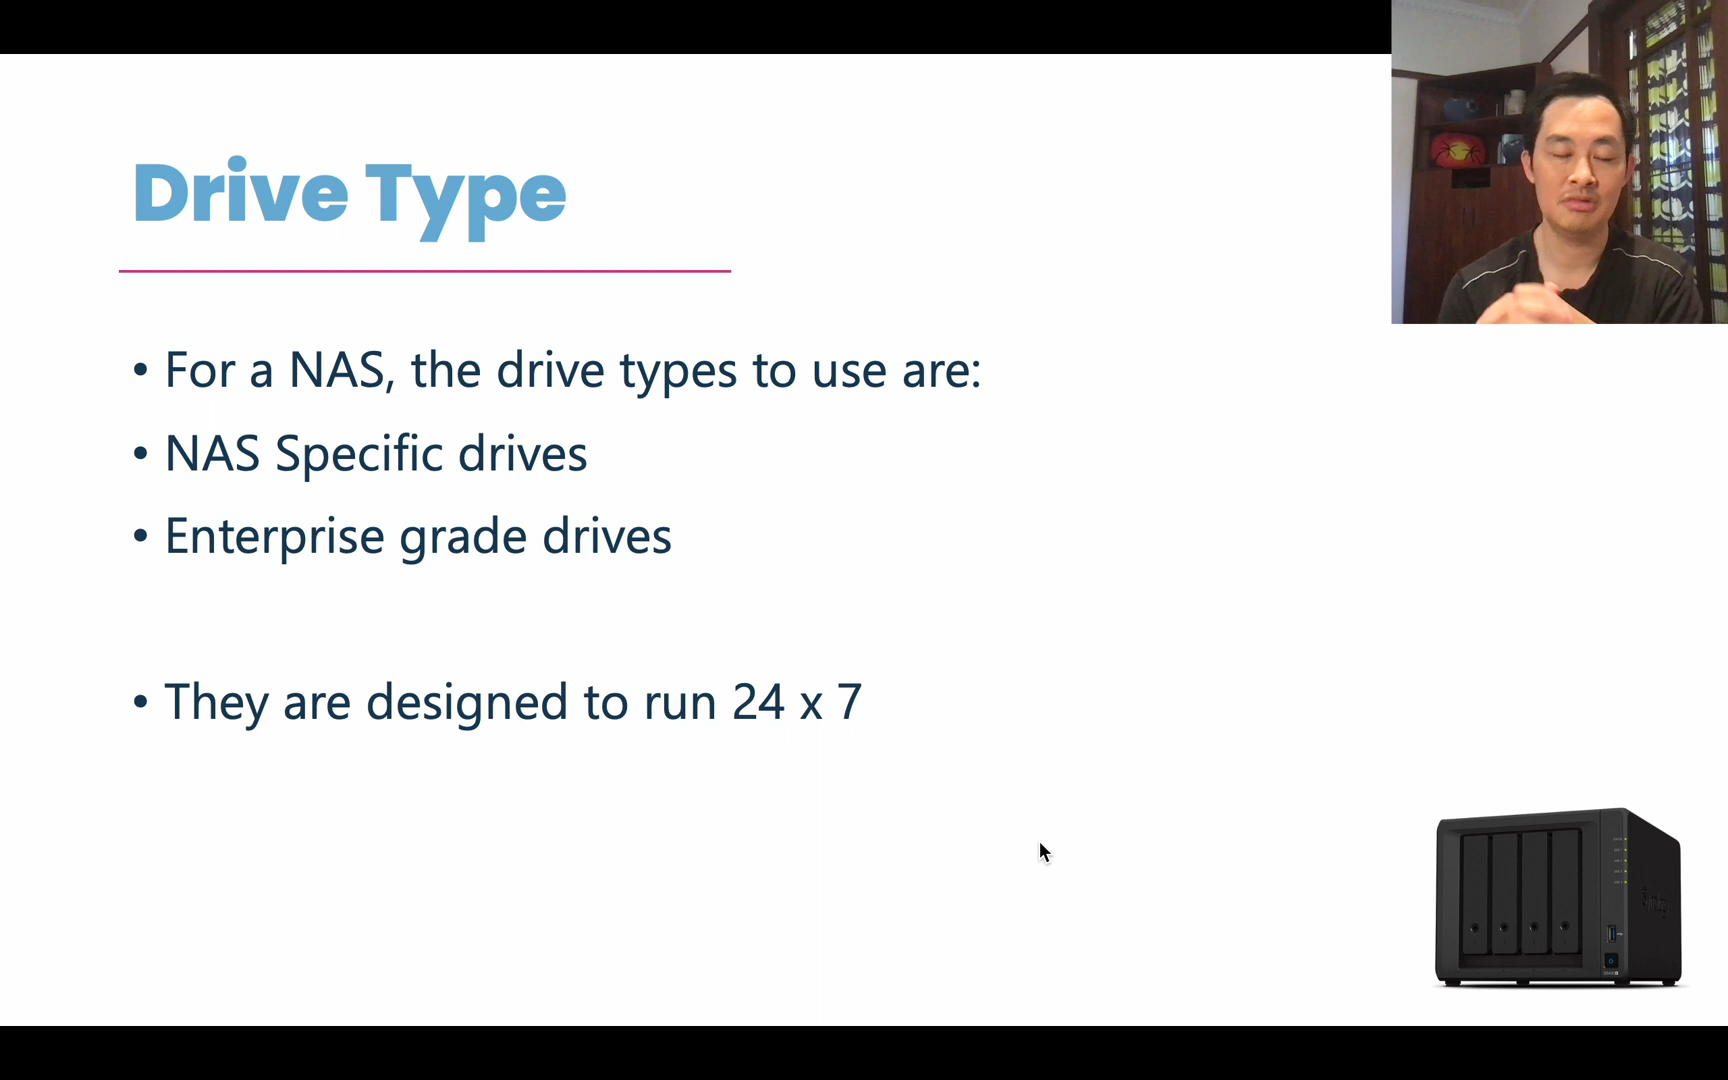 Drive Type
• For a NAS, the drive types to use are:
• NAS Specific drives
• Enterprise grade drives
• They are designed to run 24 x 7